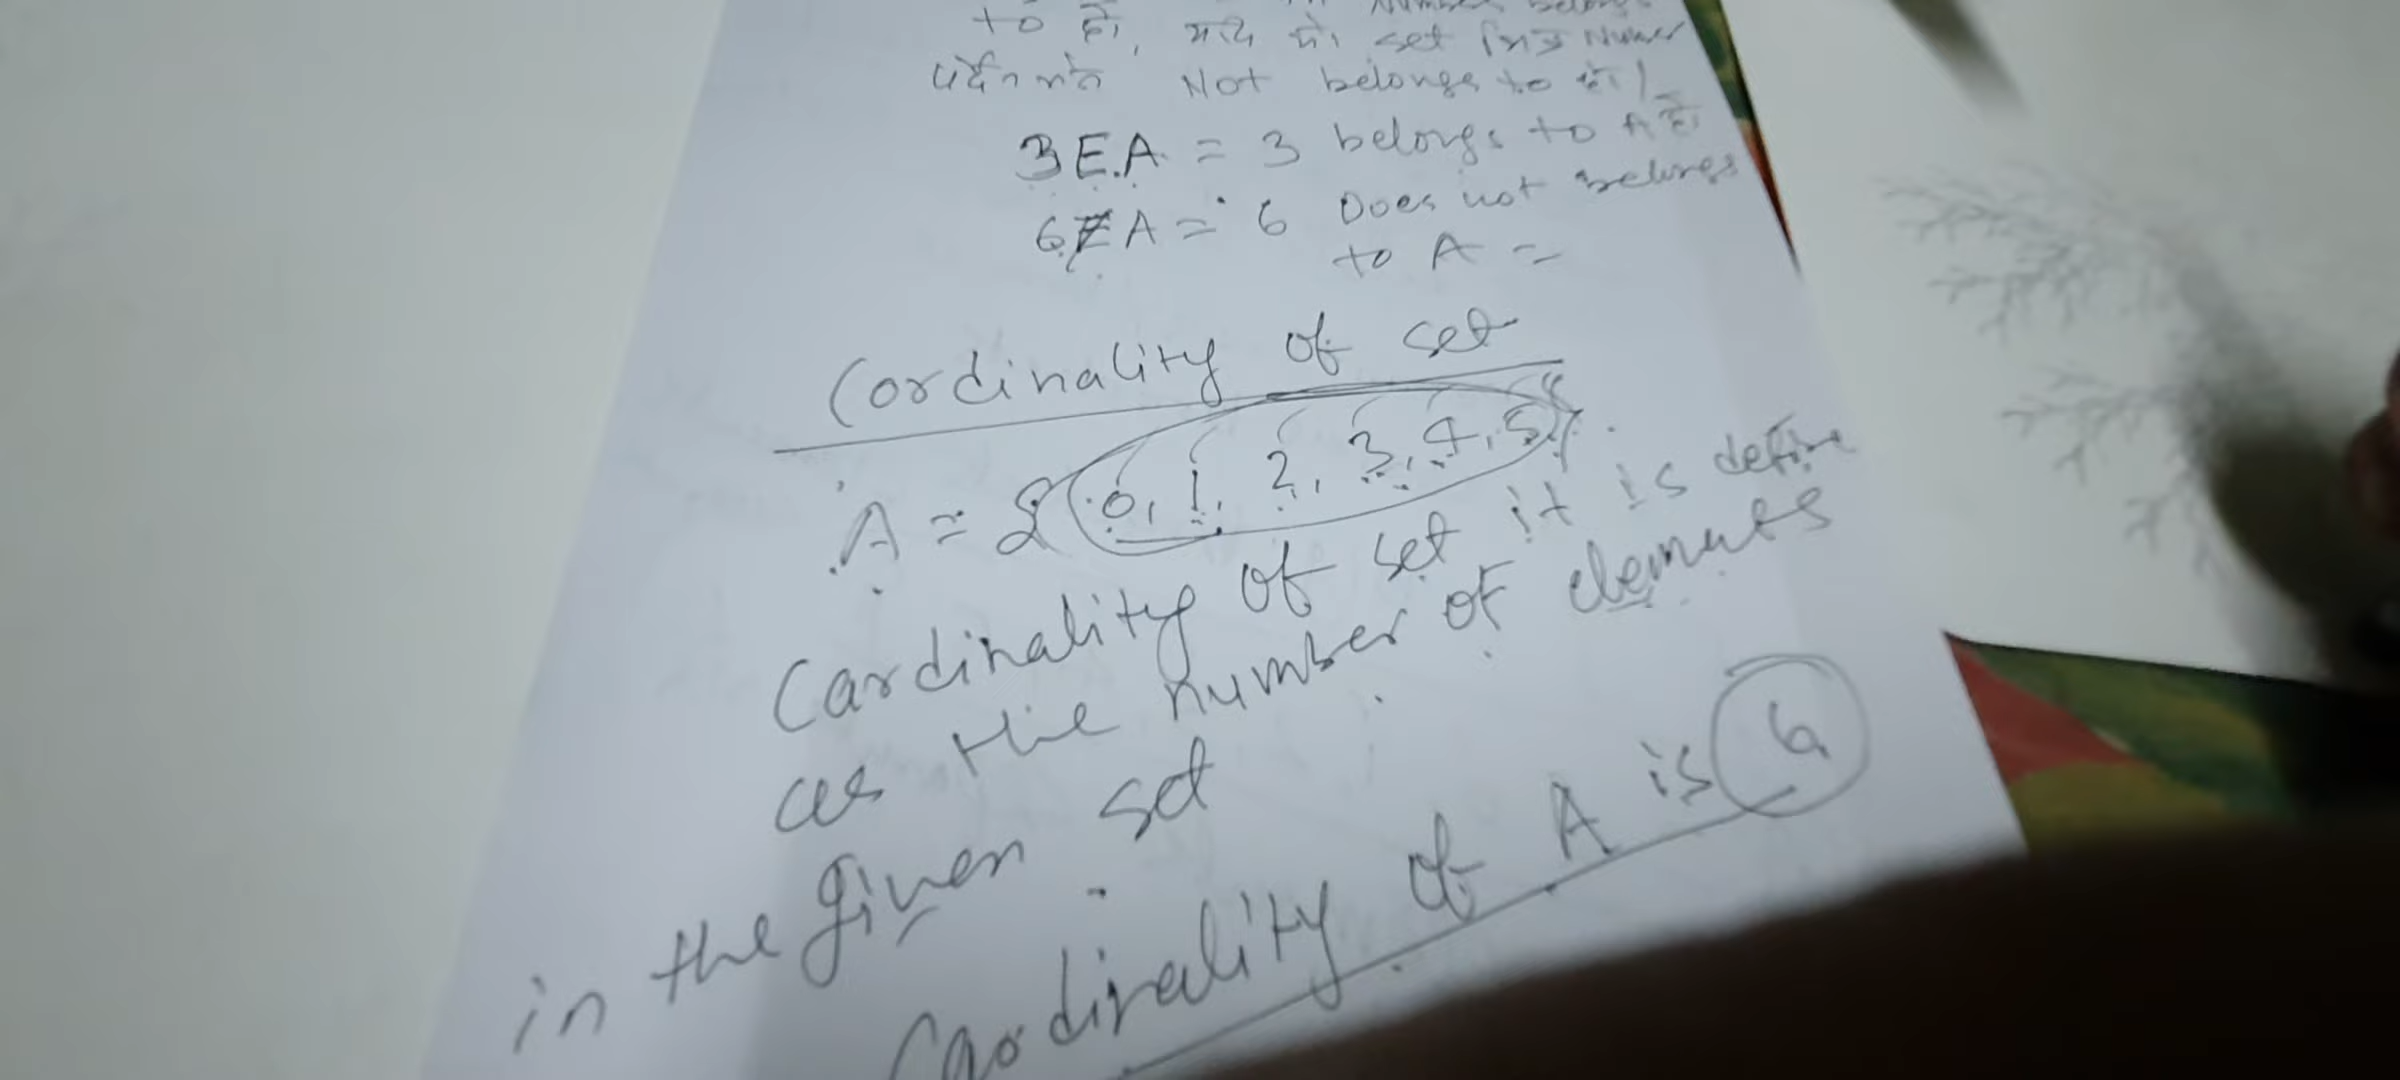 to हो, यदि वो set
Not belongs to हो।
3 ∈ A = 3 belongs to A है
6 ∉ A = 6 Does not belongs
to A =
Cordinality of set
A = {0, 1, 2, 3, 4, 5}
Cardinality of set it is define
as the number of elements
in the given set
Cardinality of A is 6